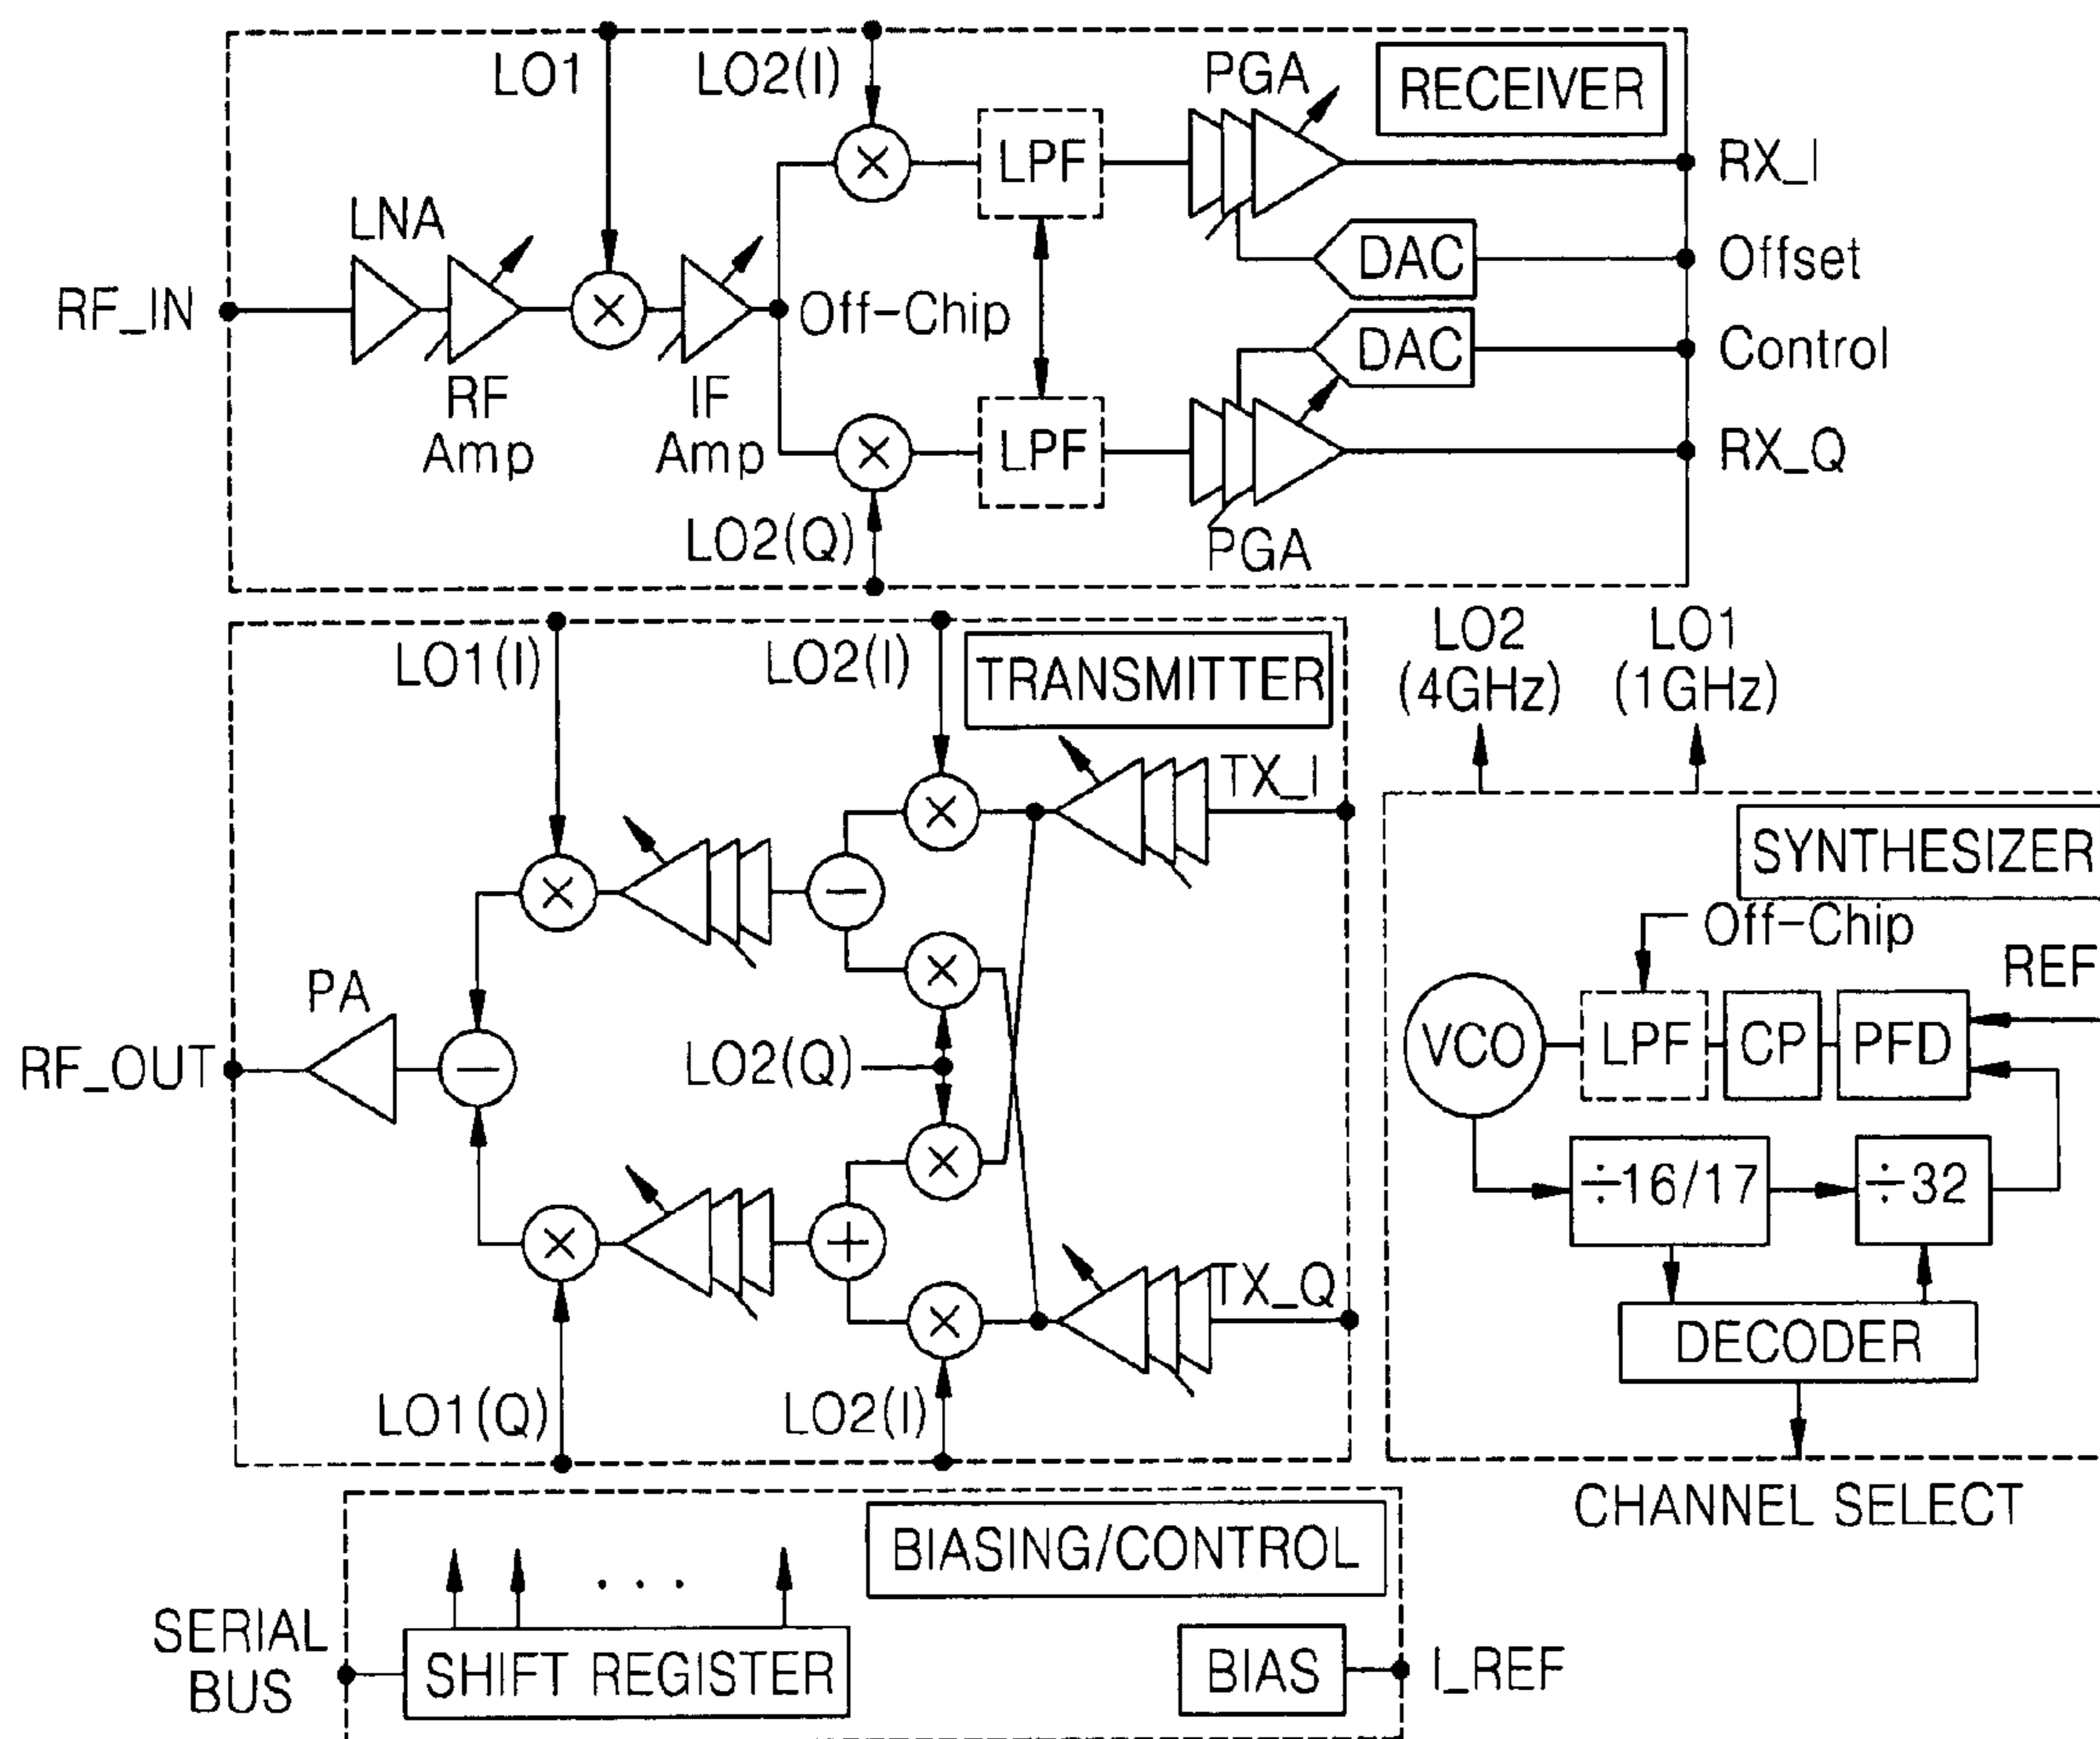 LO1
LO2(I)
PGA
RECEIVER
LPF
RX_I
LNA
DAC
Offset
RF_IN
Off-Chip
DAC
Control
RF
Amp
IF
Amp
LPF
RX_Q
LO2(Q)
PGA
LO1(I)
LO2(I)
TRANSMITTER
LO2
(4GHz)
LO1
(1GHz)
TX_I
SYNTHESIZER
Off-Chip
REF
PA
VCO
LPF
CP
PFD
RF_OUT
LO2(Q)
÷16/17
÷32
TX_Q
DECODER
LO1(Q)
LO2(I)
CHANNEL SELECT
BIASING/CONTROL
SERIAL
BUS
SHIFT REGISTER
BIAS
I_REF